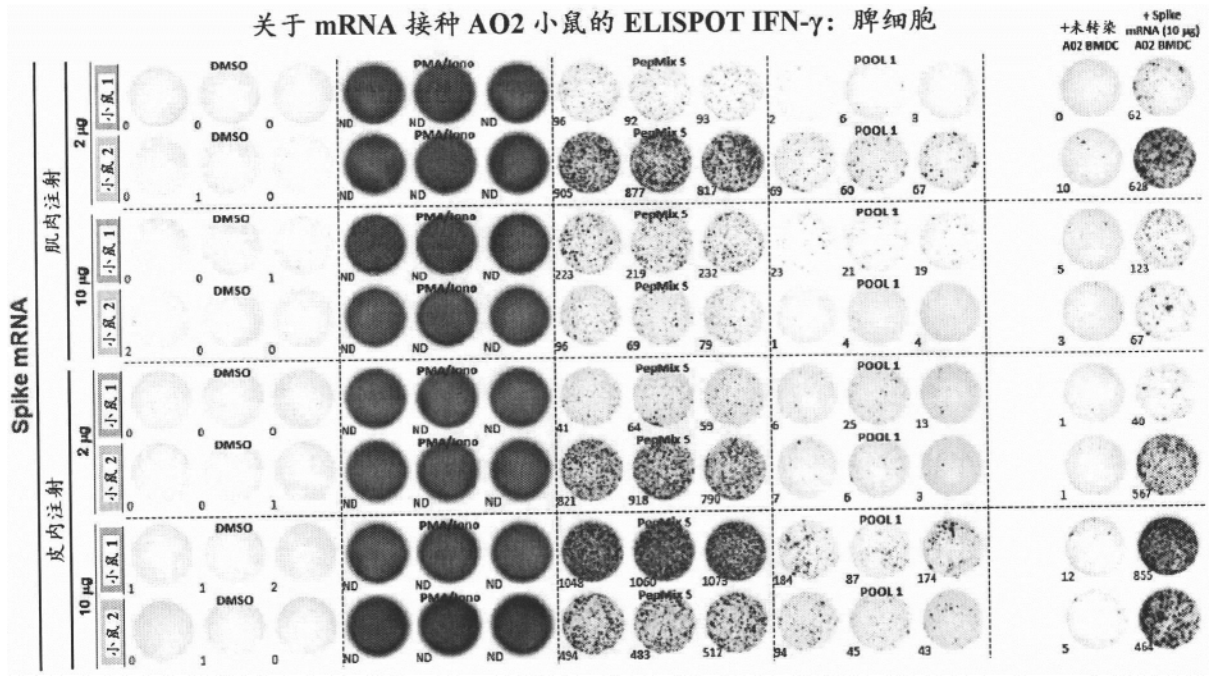 关于 mRNA 接种 AO2 小鼠的 ELISPOT IFN-γ: 脾细胞
+未转染 A02 BMDC
+ Spike mRNA (10 µg) A02 BMDC
Spike mRNA
肌肉注射
2 µg
小鼠 1
DMSO PMA/Iono PepMix S POOL 1
0 0 0 ND ND ND 96 92 93 2 6 3 0 62
小鼠 2
DMSO PMA/Iono PepMix S POOL 1
0 1 0 ND ND ND 905 877 817 69 60 67 10 628
10 µg
小鼠 1
DMSO PMA/Iono PepMix S POOL 1
0 0 1 ND ND ND 223 219 232 23 21 19 5 123
小鼠 2
DMSO PMA/Iono PepMix S POOL 1
2 0 0 ND ND ND 96 69 79 1 4 4 3 67
皮内注射
2 µg
小鼠 1
DMSO PMA/Iono PepMix S POOL 1
0 0 0 ND ND ND 41 64 59 6 25 13 1 40
小鼠 2
DMSO PMA/Iono PepMix S POOL 1
0 0 1 ND ND ND 821 918 790 7 6 3 1 567
10 µg
小鼠 1
DMSO PMA/Iono PepMix S POOL 1
1 1 2 ND ND ND 1048 1060 1073 184 87 174 12 855
小鼠 2
DMSO PMA/Iono PepMix S POOL 1
0 1 0 ND ND ND 494 483 512 94 45 43 5 464